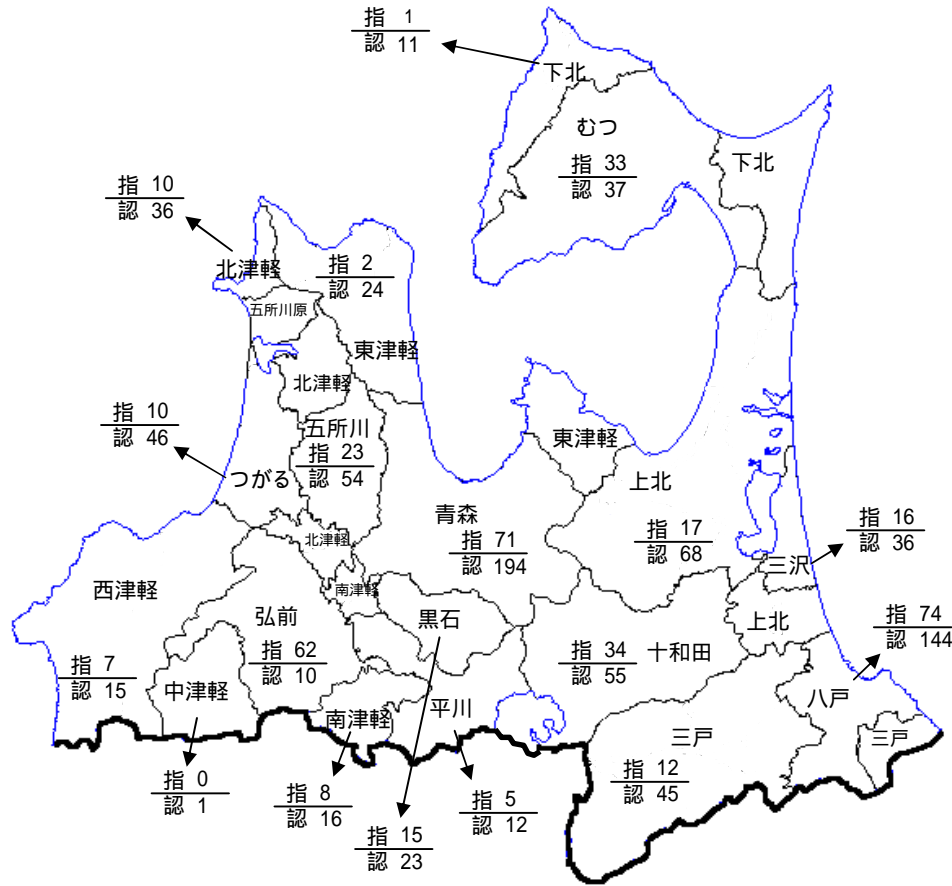 指 1
認 11
下北
むつ
指 33
認 37
下北
指 10
認 36
北津軽
指 2
認 24
五所川原
東津軽
北津軽
指 10
認 46
五所川
指 23
認 54
つがる
東津軽
上北
青森
指 71
認 194
北津軽
指 17
認 68
指 16
認 36
三沢
西津軽
南津軽
弘前
黒石
上北
指 74
認 144
指 62
認 10
指 34
認 55
十和田
指 7
認 15
中津軽
八戸
南津軽
平川
三戸
三戸
指 0
認 1
指 8
認 16
指 5
認 12
指 12
認 45
指 15
認 23